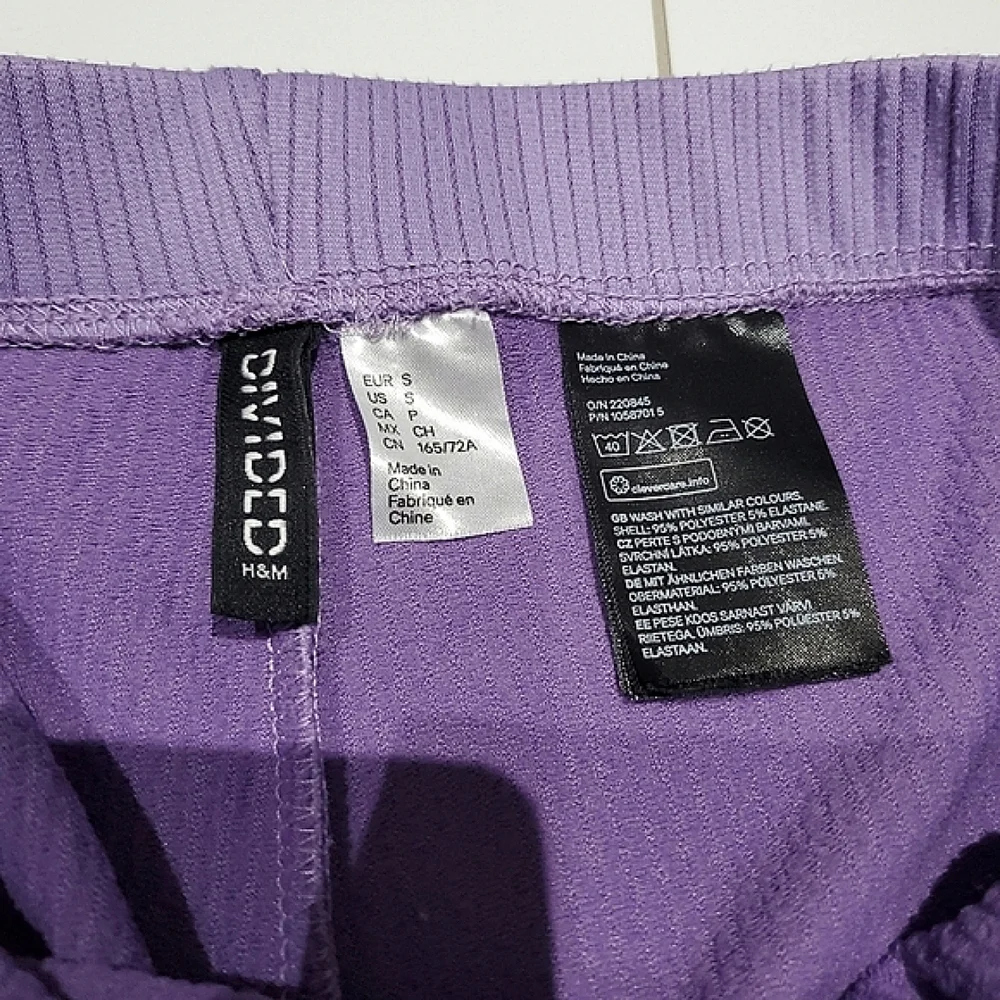 DIVIDED
H&M
EUR S
US S
CA P
MX CH
CN 165/72A
Made in
China
Fabriqué en
Chine
Made in China
Fabriqué en Chine
Hecho en China
O/N 220845
P/N 1058701 5
40
clevercare.info
GB WASH WITH SIMILAR COLOURS.
SHELL: 95% POLYESTER 5% ELASTANE.
CZ PERTE S PODOBNÝMI BARVAMI.
SVRCHNÍ LÁTKA: 95% POLYESTER 5%
ELASTAN.
DE MIT ÄHNLICHEN FARBEN WASCHEN.
OBERMATERIAL: 95% POLYESTER 5%
ELASTHAN.
EE PESE KOOS SARNAST VÄRVI
RIIETEGA. ÜMBRIS: 95% POLÜESTER 5%
ELASTAAN.